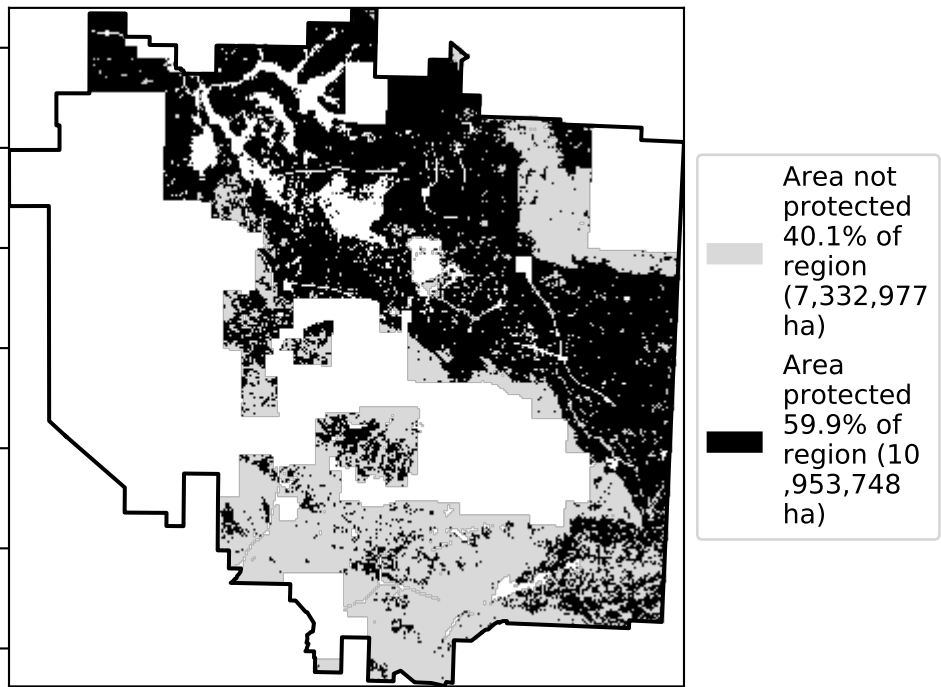 Area not
protected
40.1% of
region
(7,332,977
ha)
Area
protected
59.9% of
region (10
,953,748
ha)